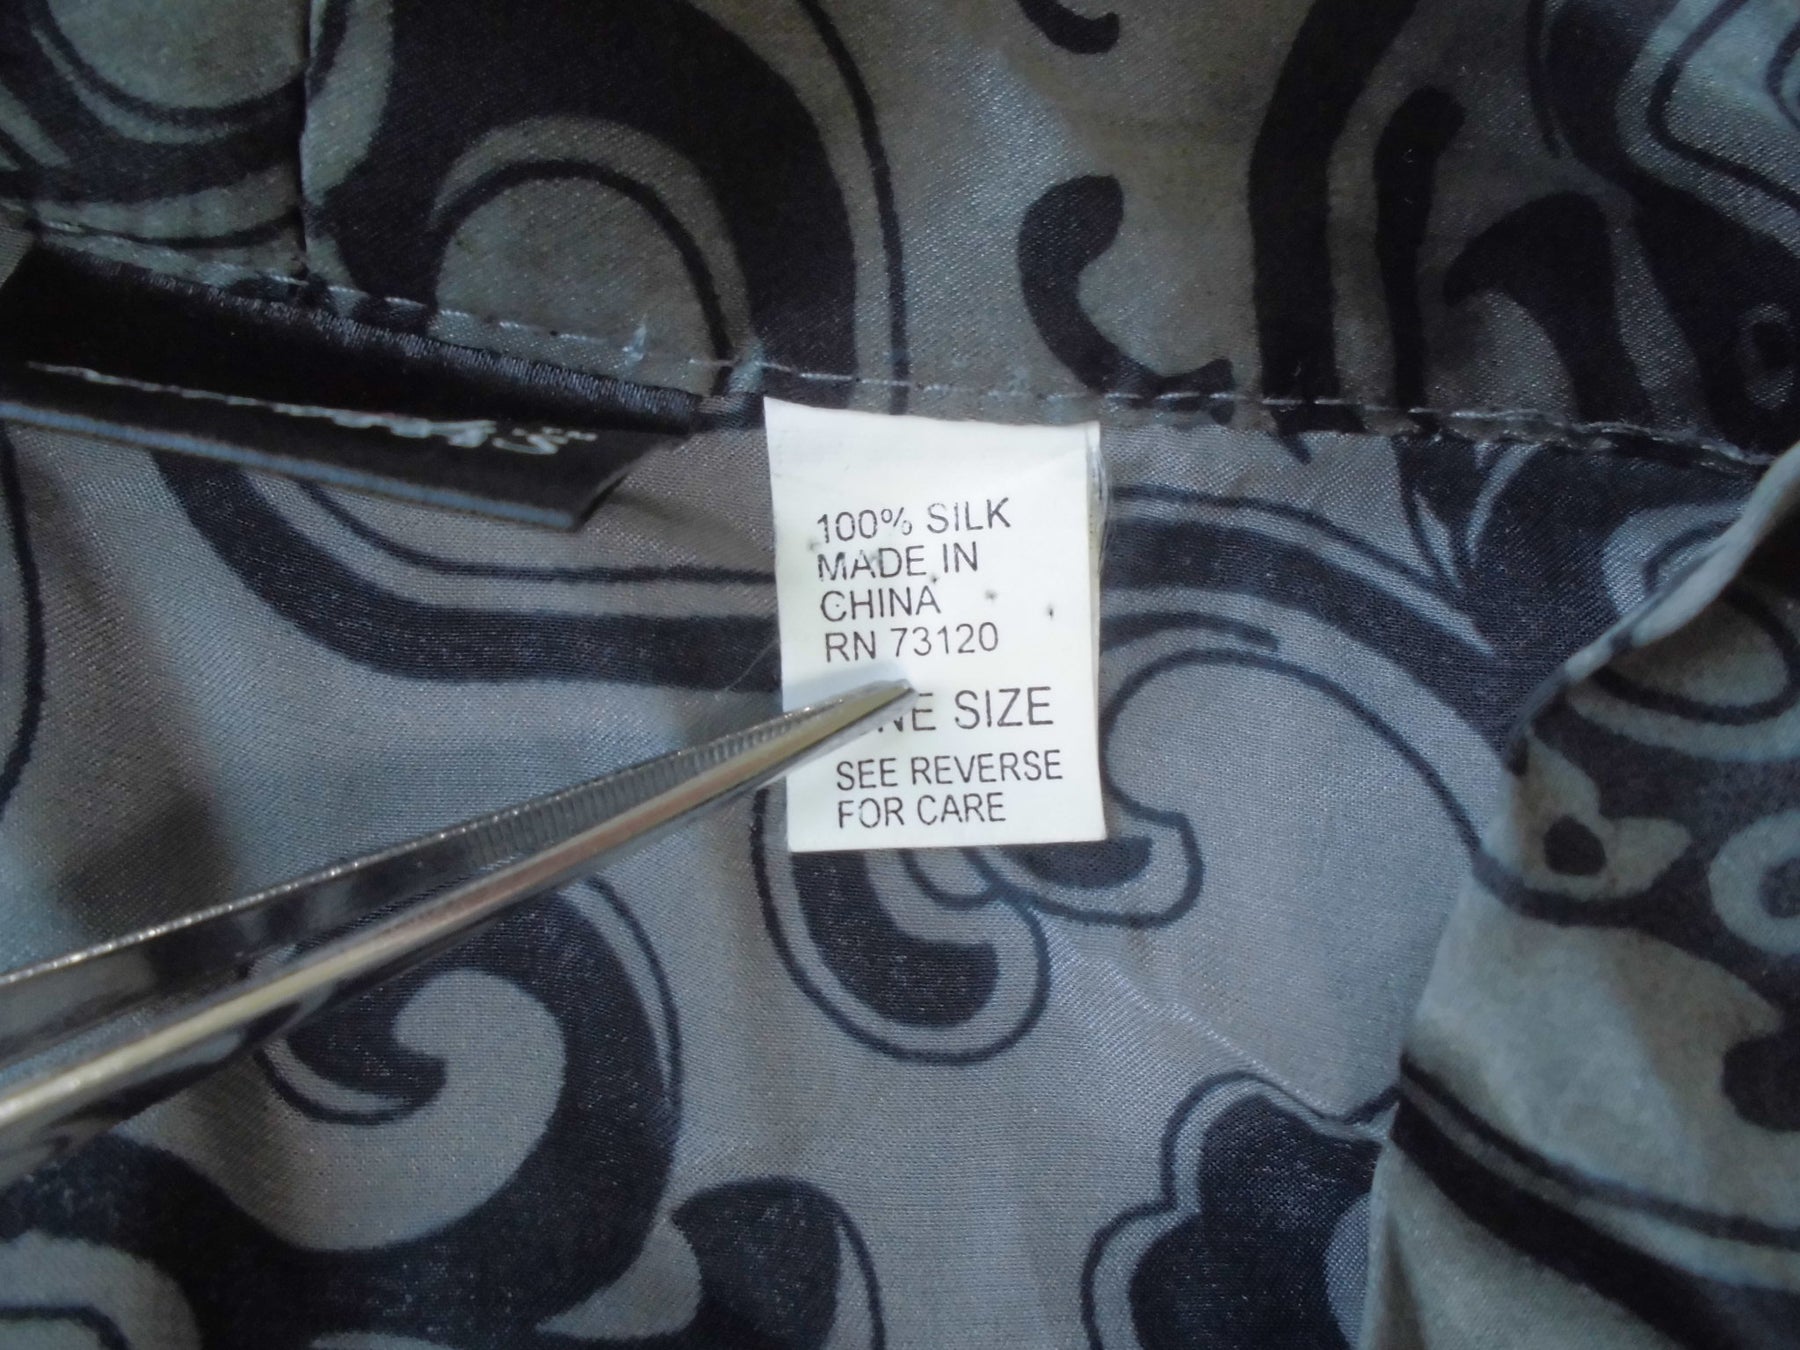 100% SILK
MADE IN
CHINA
RN 73120
SIZE
SEE REVERSE
FOR CARE